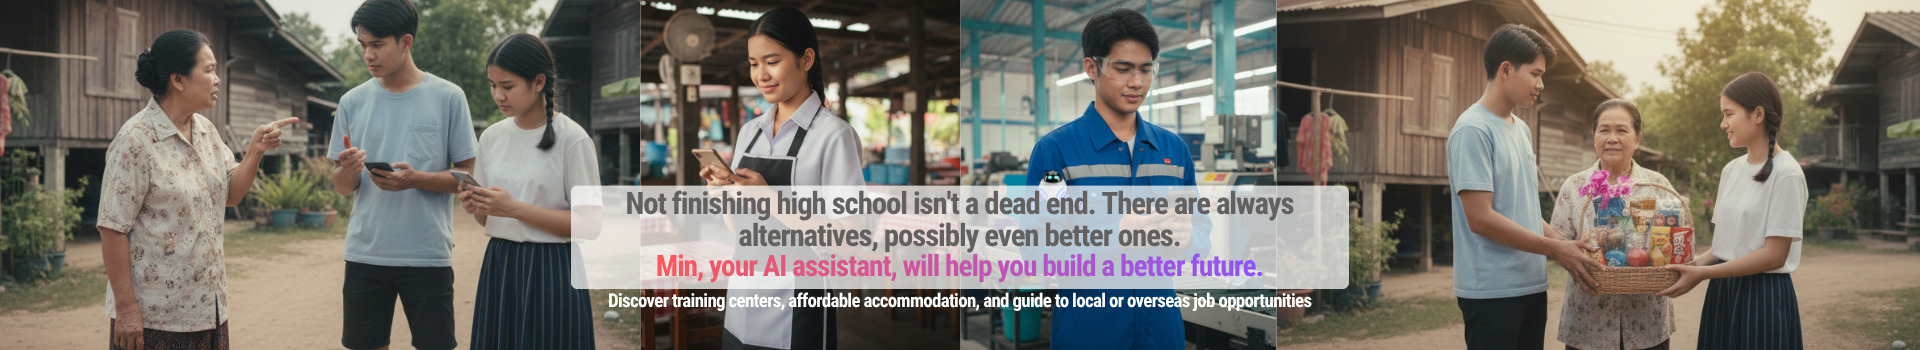 Not finishing high school isn't a dead end. There are always
alternatives, possibly even better ones.
Min, your AI assistant, will help you build a better future.
Discover training centers, affordable accommodation, and guide to local or overseas job opportunities